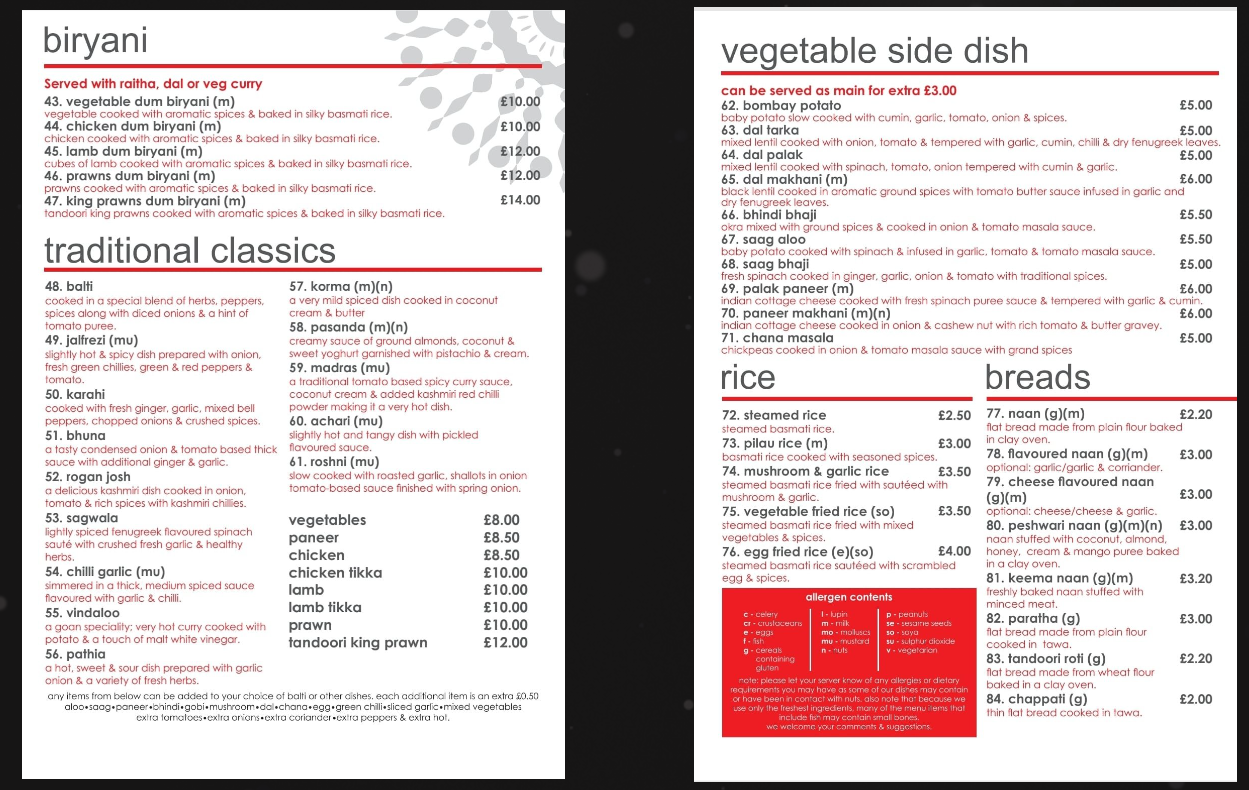 biryani
Served with raitha, dal or veg curry
43. vegetable dum biryani (m) £10.00
vegetable cooked with aromatic spices & baked in silky basmati rice.
44. chicken dum biryani (m) £10.00
chicken cooked with aromatic spices & baked in silky basmati rice.
45. lamb dum biryani (m) £12.00
cubes of lamb cooked with aromatic spices & baked in silky basmati rice.
46. prawns dum biryani (m) £12.00
prawns cooked with aromatic spices & baked in silky basmati rice.
47. king prawns dum biryani (m) £14.00
tandoori king prawns cooked with aromatic spices & baked in silky basmati rice.
traditional classics
48. balti
cooked in a special blend of herbs, peppers,
spices along with diced onions & a hint of
tomato puree.
49. jalfrezi (mu)
slightly hot & spicy dish prepared with onion,
fresh green chillies, green & red peppers &
tomato.
50. karahi
cooked with fresh ginger, garlic, mixed bell
peppers, chopped onions & crushed spices.
51. bhuna
a tasty condensed onion & tomato based thick
sauce with additional ginger & garlic.
52. rogan josh
a delicious kashmiri dish cooked in onion,
tomato & rich spices with kashmiri chillies.
53. sagwala
lightly spiced fenugreek flavoured spinach
sauté with crushed fresh garlic & healthy
herbs.
54. chilli garlic (mu)
simmered in a thick, medium spiced sauce
flavoured with garlic & chilli.
55. vindaloo
a goan speciality; very hot curry cooked with
potato & a touch of malt white vinegar.
56. pathia
a hot, sweet & sour dish prepared with garlic
onion & a variety of fresh herbs.
57. korma (m)(n)
a very mild spiced dish cooked in coconut
cream & butter
58. pasanda (m)(n)
creamy sauce of ground almonds, coconut &
sweet yoghurt garnished with pistachio & cream.
59. madras (mu)
a traditional tomato based spicy curry sauce,
coconut cream & added kashmiri red chilli
powder making it a very hot dish.
60. achari (mu)
slightly hot and tangy dish with pickled
flavoured sauce.
61. roshni (mu)
slow cooked with roasted garlic, shallots in onion
tomato-based sauce finished with spring onion.
vegetables £8.00
paneer £8.50
chicken £8.50
chicken tikka £10.00
lamb £10.00
lamb tikka £10.00
prawn £10.00
tandoori king prawn £12.00
any items from below can be added to your choice of balti or other dishes. each additional item is an extra £0.50
aloo•saag•paneer•bhindi•gobi•mushroom•dal•chana•egg•green chilli•sliced garlic•mixed vegetables
extra tomatoes•extra onions•extra coriander•extra peppers & extra hot.
vegetable side dish
can be served as main for extra £3.00
62. bombay potato £5.00
baby potato slow cooked with cumin, garlic, tomato, onion & spices.
63. dal tarka £5.00
mixed lentil cooked with onion, tomato & tempered with garlic, cumin, chilli & dry fenugreek leaves.
64. dal palak £5.00
mixed lentil cooked with spinach, tomato, onion tempered with cumin & garlic.
65. dal makhani (m) £6.00
black lentil cooked in aromatic ground spices with tomato butter sauce infused in garlic and
dry fenugreek leaves.
66. bhindi bhaji £5.50
okra mixed with ground spices & cooked in onion & tomato masala sauce.
67. saag aloo £5.50
baby potato cooked with spinach & infused in garlic, tomato & tomato masala sauce.
68. saag bhaji £5.00
fresh spinach cooked in ginger, garlic, onion & tomato with traditional spices.
69. palak paneer (m) £6.00
indian cottage cheese cooked with fresh spinach puree sauce & tempered with garlic & cumin.
70. paneer makhani (m)(n) £6.00
indian cottage cheese cooked in onion & cashew nut with rich tomato & butter gravey.
71. chana masala £5.00
chickpeas cooked in onion & tomato masala sauce with grand spices
rice
72. steamed rice £2.50
steamed basmati rice.
73. pilau rice (m) £3.00
basmati rice cooked with seasoned spices.
74. mushroom & garlic rice £3.50
steamed basmati rice fried with sautéed with
mushroom & garlic.
75. vegetable fried rice (so) £3.50
steamed basmati rice fried with mixed
vegetables & spices.
76. egg fried rice (e)(so) £4.00
steamed basmati rice sautéed with scrambled
egg & spices.
allergen contents
c - celery
cr - crustaceans
e - eggs
f - fish
g - cereals
containing
gluten
l - lupin
m - milk
mo - molluscs
mu - mustard
n - nuts
p - peanuts
se - sesame seeds
so - soya
su - sulphur dioxide
v - vegetarian
note: please let your server know of any allergies or dietary
requirements you may have as some of our dishes may contain
or have been in contact with nuts. also note that because we
use only the freshest ingredients, many of the menu items that
include fish may contain small bones.
we welcome your comments & suggestions.
breads
77. naan (g)(m) £2.20
flat bread made from plain flour baked
in clay oven.
78. flavoured naan (g)(m) £3.00
optional: garlic/garlic & corriander.
79. cheese flavoured naan
(g)(m) £3.00
optional: cheese/cheese & garlic.
80. peshwari naan (g)(m)(n) £3.00
naan stuffed with coconut, almond,
honey, cream & mango puree baked
in a clay oven.
81. keema naan (g)(m) £3.20
freshly baked naan stuffed with
minced meat.
82. paratha (g) £3.00
flat bread made from plain flour
cooked in tawa.
83. tandoori roti (g) £2.20
flat bread made from wheat flour
baked in a clay oven.
84. chappati (g) £2.00
thin flat bread cooked in tawa.